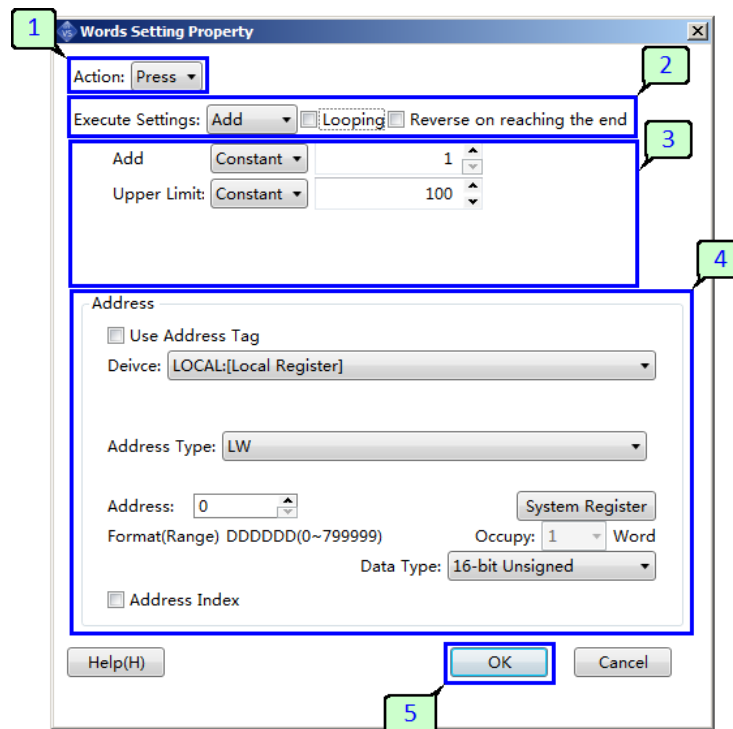 1
Words Setting Property
Action: Press
2
Execute Settings: Add Looping Reverse on reaching the end
3
Add Constant 1
Upper Limit: Constant 100
4
Address
Use Address Tag
Deivce: LOCAL:[Local Register]
Address Type: LW
Address: 0 System Register
Format(Range) DDDDDD(0~799999) Occupy: 1 Word
Data Type: 16-bit Unsigned
Address Index
Help(H) OK Cancel
5